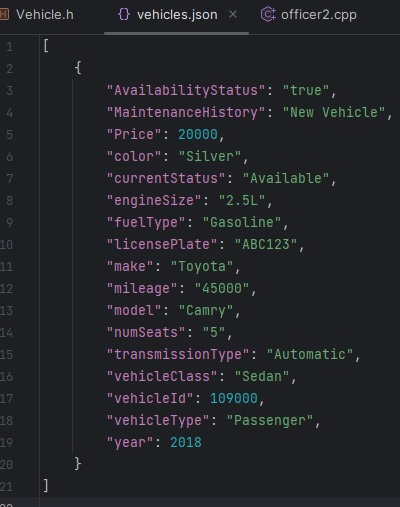 Vehicle.h vehicles.json officer2.cpp
1 [
2 {
3 "AvailabilityStatus": "true",
4 "MaintenanceHistory": "New Vehicle",
5 "Price": 20000,
6 "color": "Silver",
7 "currentStatus": "Available",
8 "engineSize": "2.5L",
9 "fuelType": "Gasoline",
10 "licensePlate": "ABC123",
11 "make": "Toyota",
12 "mileage": "45000",
13 "model": "Camry",
14 "numSeats": "5",
15 "transmissionType": "Automatic",
16 "vehicleClass": "Sedan",
17 "vehicleId": 109000,
18 "vehicleType": "Passenger",
19 "year": 2018
20 }
21 ]